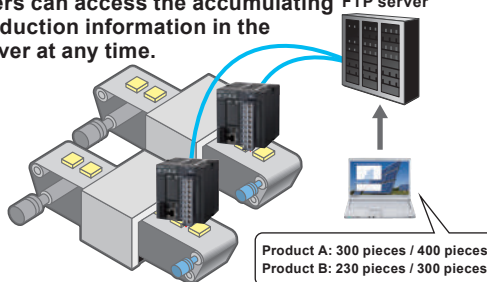 ers can access the accumulating
duction information in the
ver at any time.
FTP server
Product A: 300 pieces / 400 pieces
Product B: 230 pieces / 300 pieces